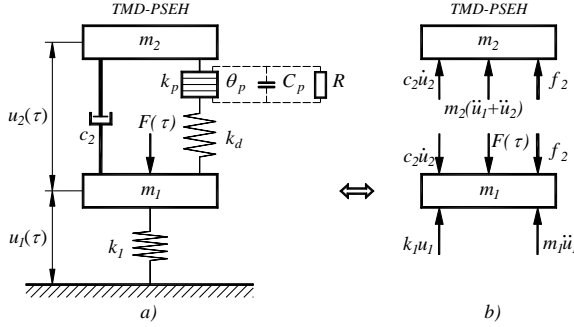 TMD-PSEH
m₂
kₚ
θₚ
Cₚ
R
u₂(τ)
c₂
F(τ)
k_d
m₁
u₁(τ)
k₁
a)
TMD-PSEH
m₂
c₂u̇₂
f₂
m₂(ü₁+ü₂)
c₂u̇₂
F(τ)
f₂
m₁
k₁u₁
m₁ü₁
b)